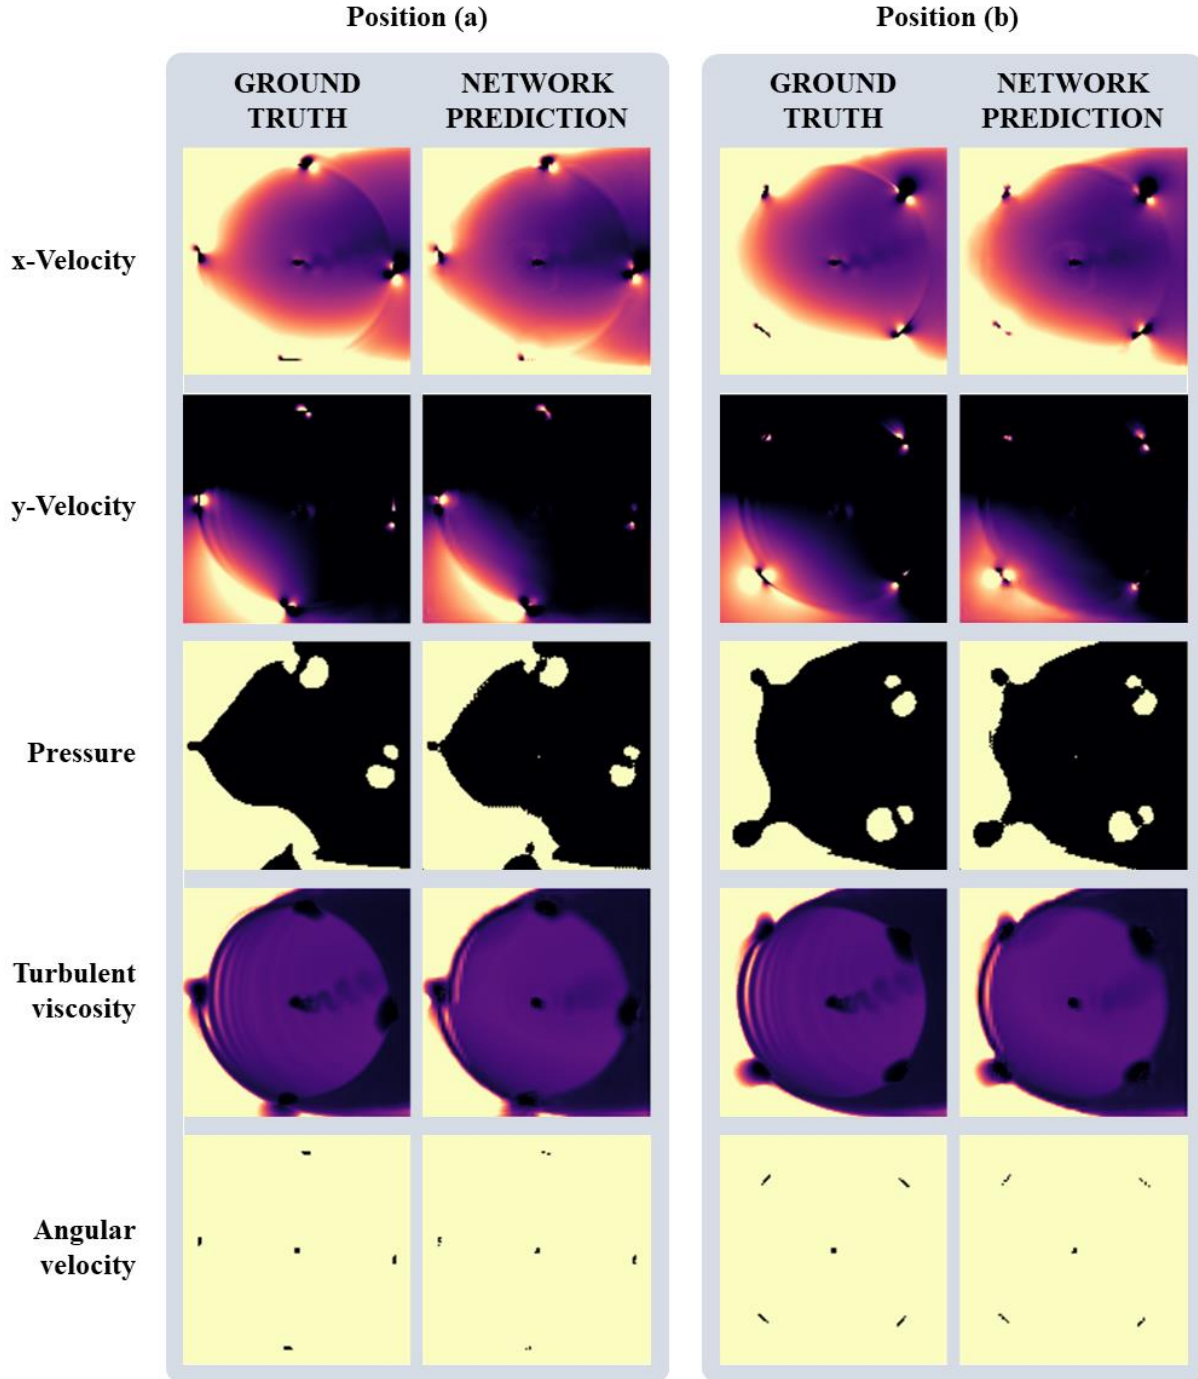 Position (a)
Position (b)
GROUND
TRUTH
NETWORK
PREDICTION
GROUND
TRUTH
NETWORK
PREDICTION
x-Velocity
y-Velocity
Pressure
Turbulent
viscosity
Angular
velocity